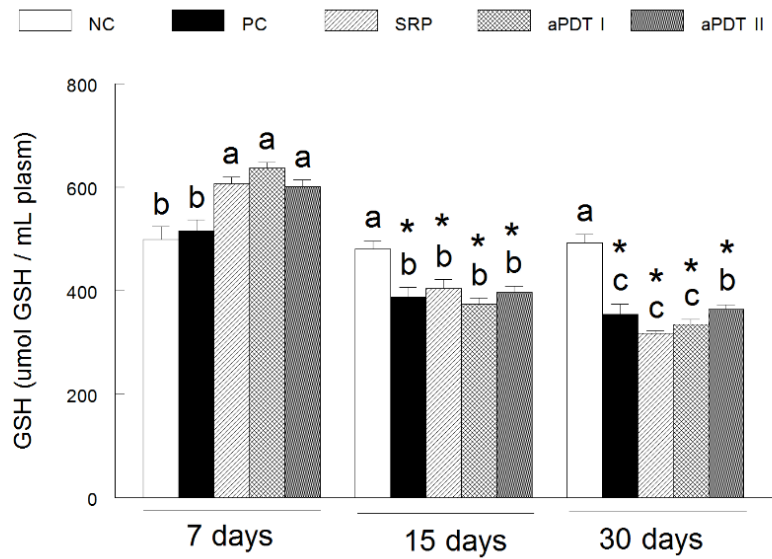 NC PC SRP aPDT I aPDT II
GSH (umol GSH / mL plasm)
800
600
400
200
0
b b a a a
a * b * b * b * b
a * c * c * c * b
7 days 15 days 30 days